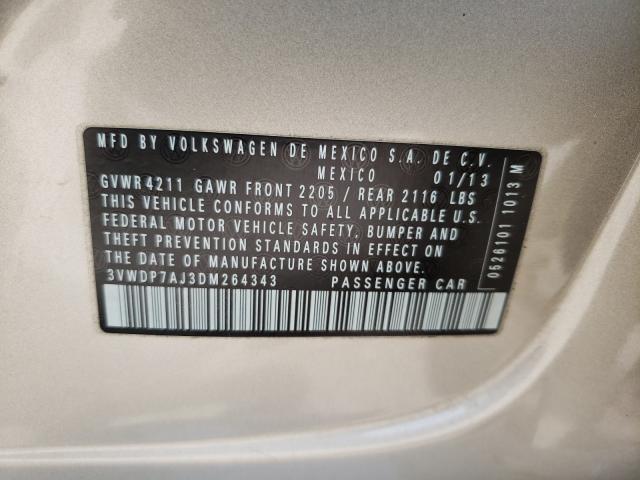 MFD BY VOLKSWAGEN DE MEXICO S.A. DE C.V.
MEXICO 01/13
GVWR 4211 GAWR FRONT 2205 / REAR 2116 LBS
THIS VEHICLE CONFORMS TO ALL APPLICABLE U.S.
FEDERAL MOTOR VEHICLE SAFETY, BUMPER AND
THEFT PREVENTION STANDARDS IN EFFECT ON
THE DATE OF MANUFACTURE SHOWN ABOVE.
3VWDP7AJ3DM264343 PASSENGER CAR
0526101 1013 M